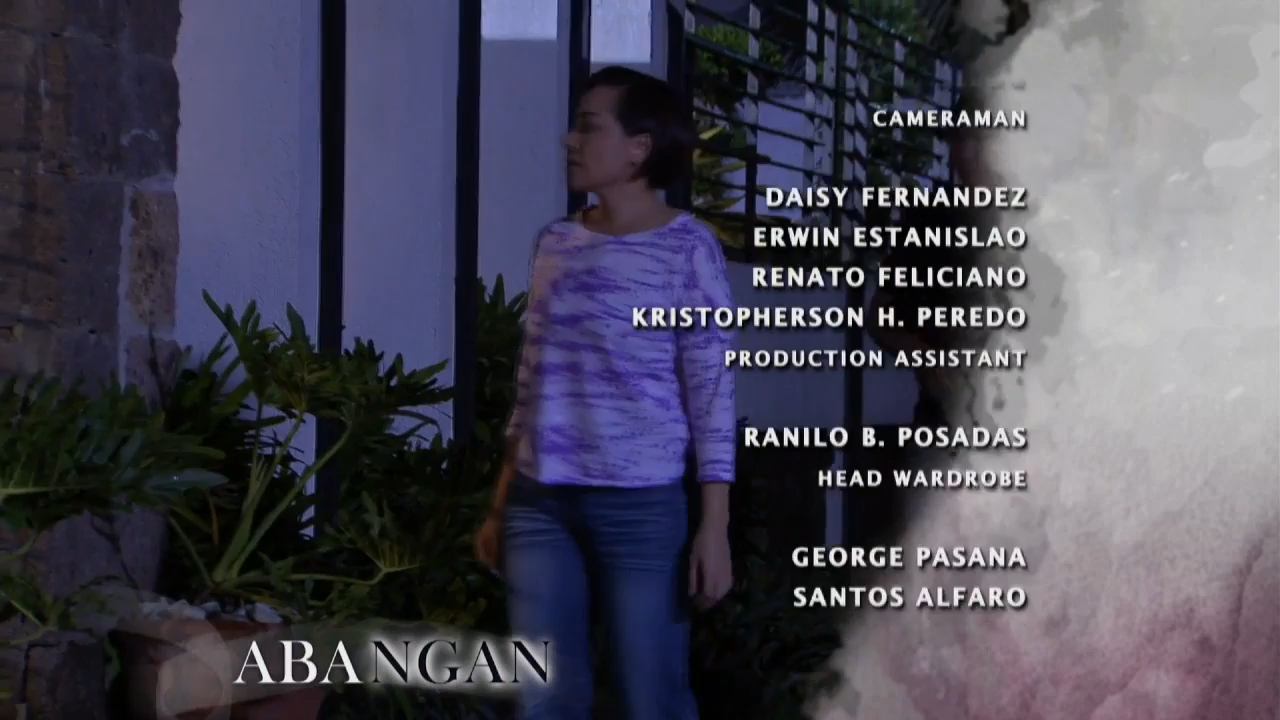 CAMERAMAN
DAISY FERNANDEZ
ERWIN ESTANISLAO
RENATO FELICIANO
KRISTOPHERSON H. PEREDO
PRODUCTION ASSISTANT
RANILO B. POSADAS
HEAD WARDROBE
GEORGE PASANA
SANTOS ALFARO
ABANGAN